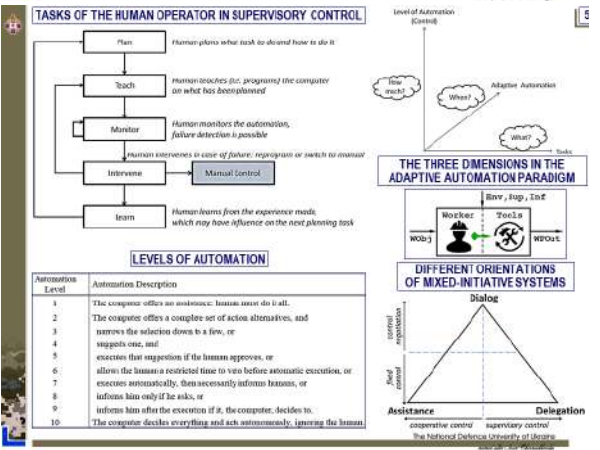 TASKS OF THE HUMAN OPERATOR IN SUPERVISORY CONTROL
Plan
Human plans what task to do and how to do it
Teach
Human teaches (i.e. programs) the computer
on what has been planned
Monitor
Human monitors the automation,
failure detection is possible
Human intervenes in case of failure: reprogram or switch to manual
Intervene
Manual Control
Learn
Human learns from the experience made,
which may have influence on the next planning task
LEVELS OF AUTOMATION
Automation
Level
Automation Description
1 The computer offers no assistance: human must do it all.
2 The computer offers a complete set of action alternatives, and
3 narrows the selection down to a few, or
4 suggests one, and
5 executes that suggestion if the human approves, or
6 allows the human a restricted time to veto before automatic execution, or
7 executes automatically, then necessarily informs humans, or
8 informs him only if he asks, or
9 informs him after the execution if it, the computer, decides to.
10 The computer decides everything and acts autonomously, ignoring the human.
5
Level of Automation
(Control)
How
much?
When?
Adaptive Automation
What?
Tasks
THE THREE DIMENSIONS IN THE
ADAPTIVE AUTOMATION PARADIGM
Env,Sup,Inf
Worker Tools
WObj
WPOut
DIFFERENT ORIENTATIONS
OF MIXED-INITIATIVE SYSTEMS
Dialog
control
negotiation
fixed
control
Assistance
Delegation
cooperative control
supervisory control
The National Defence University of Ukraine